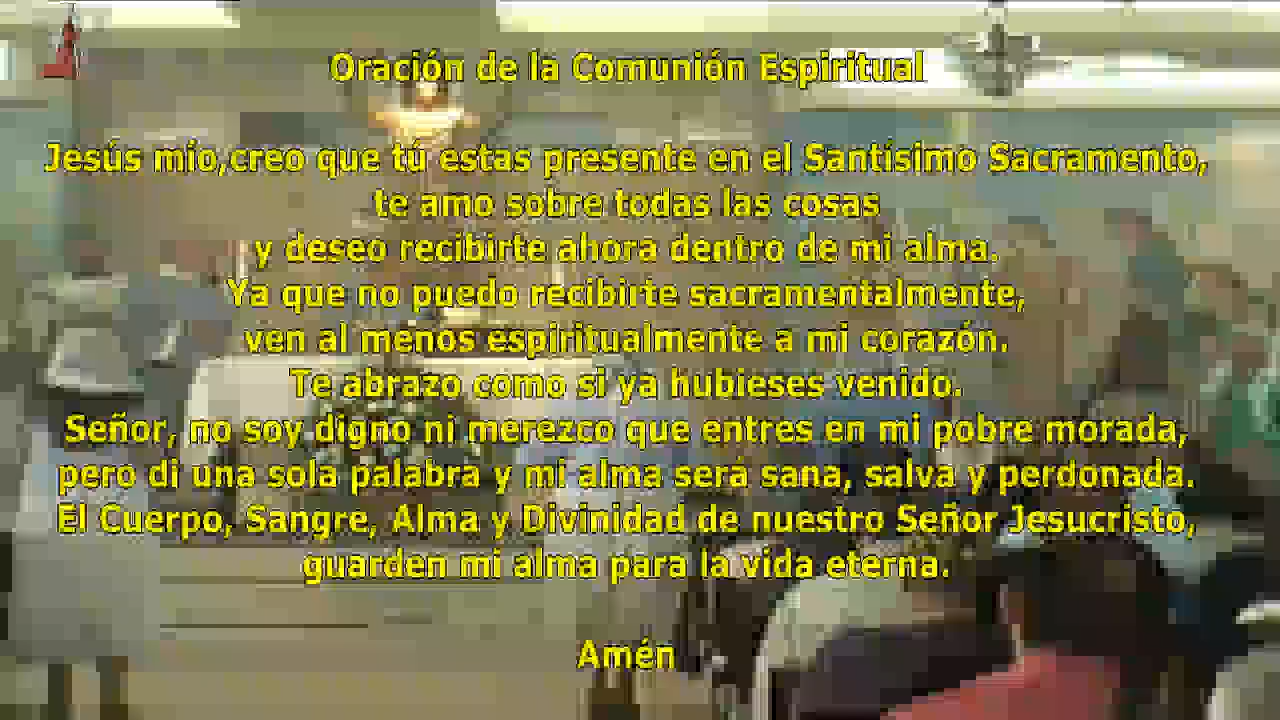 Oración de la Comunión Espiritual
Jesús mío,creo que tú estas presente en el Santísimo Sacramento,
te amo sobre todas las cosas
y deseo recibirte ahora dentro de mi alma.
Ya que no puedo recibirte sacramentalmente,
ven al menos espiritualmente a mi corazón.
Te abrazo como si ya hubieses venido.
Señor, no soy digno ni merezco que entres en mi pobre morada,
pero di una sola palabra y mi alma será sana, salva y perdonada.
El Cuerpo, Sangre, Alma y Divinidad de nuestro Señor Jesucristo,
guarden mi alma para la vida eterna.
Amén